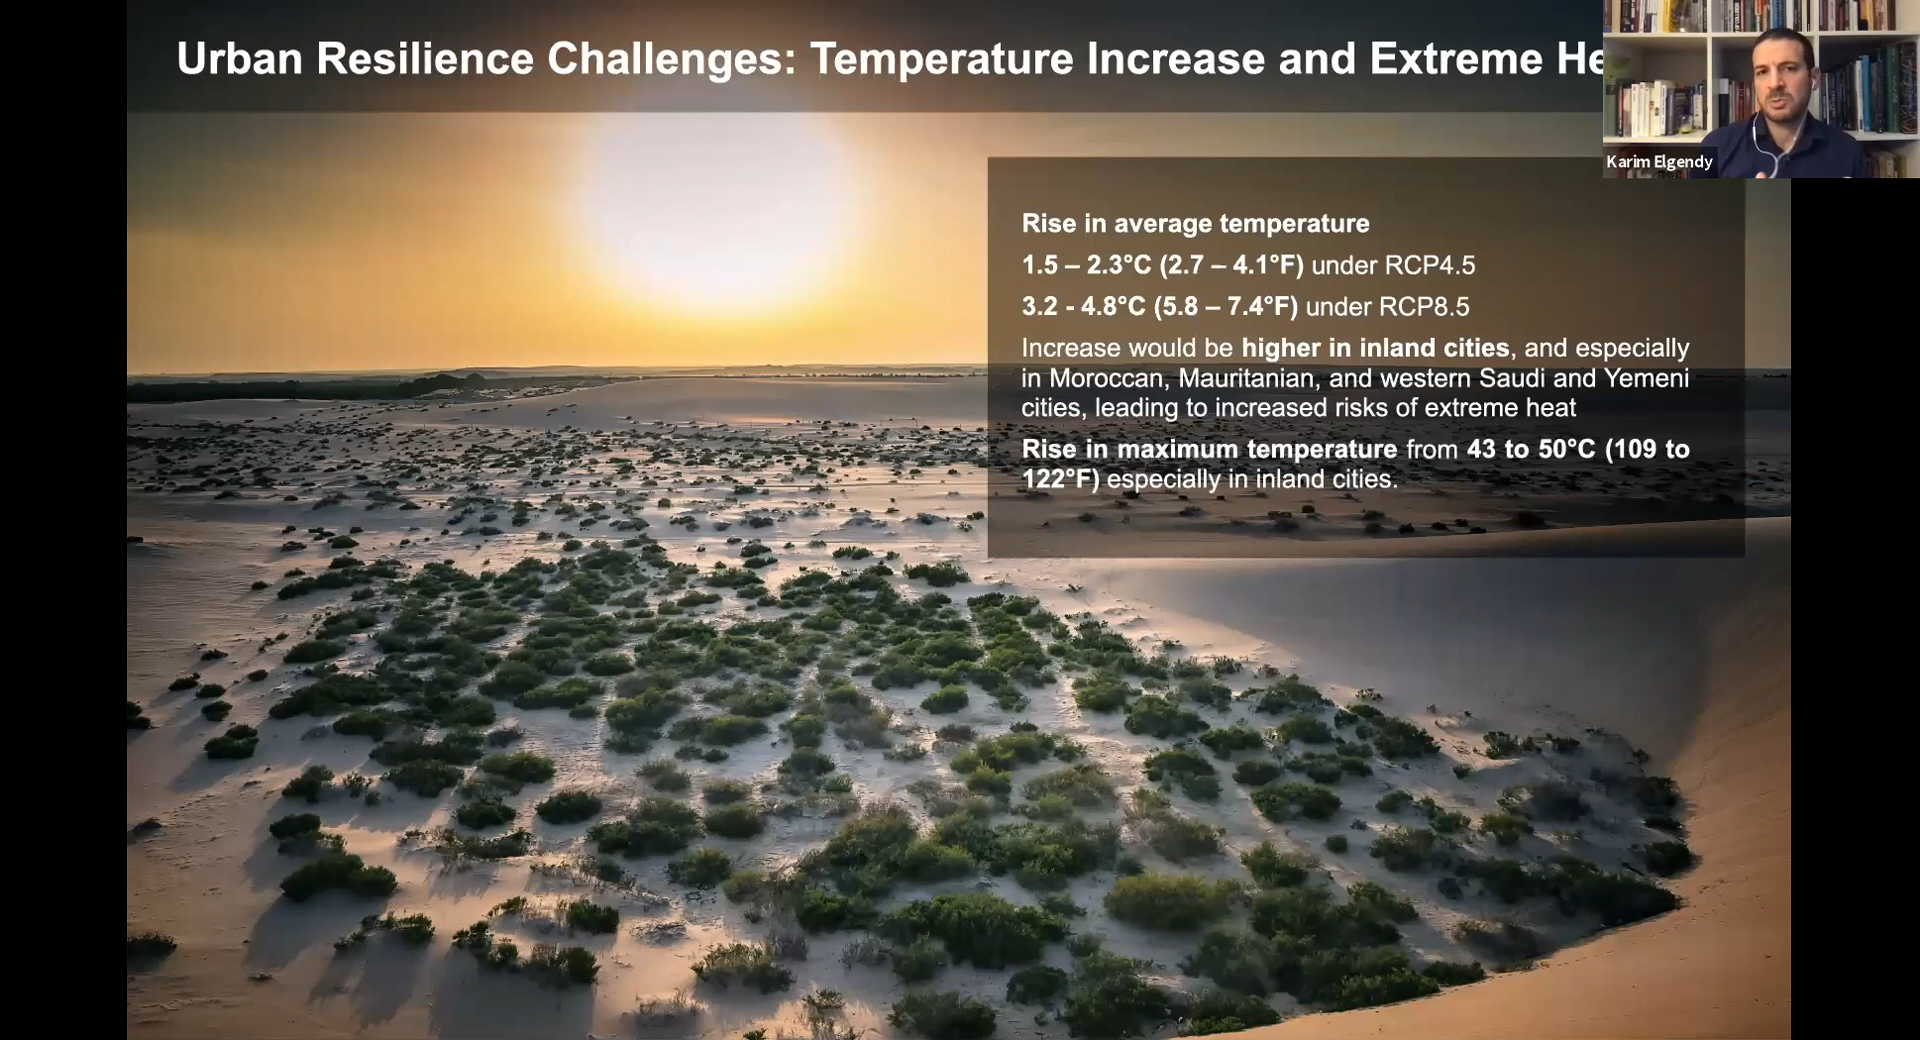 Urban Resilience Challenges: Temperature Increase and Extreme He
Karim Elgendy
Rise in average temperature
1.5 – 2.3°C (2.7 – 4.1°F) under RCP4.5
3.2 - 4.8°C (5.8 – 7.4°F) under RCP8.5
Increase would be higher in inland cities, and especially
in Moroccan, Mauritanian, and western Saudi and Yemeni
cities, leading to increased risks of extreme heat
Rise in maximum temperature from 43 to 50°C (109 to
122°F) especially in inland cities.